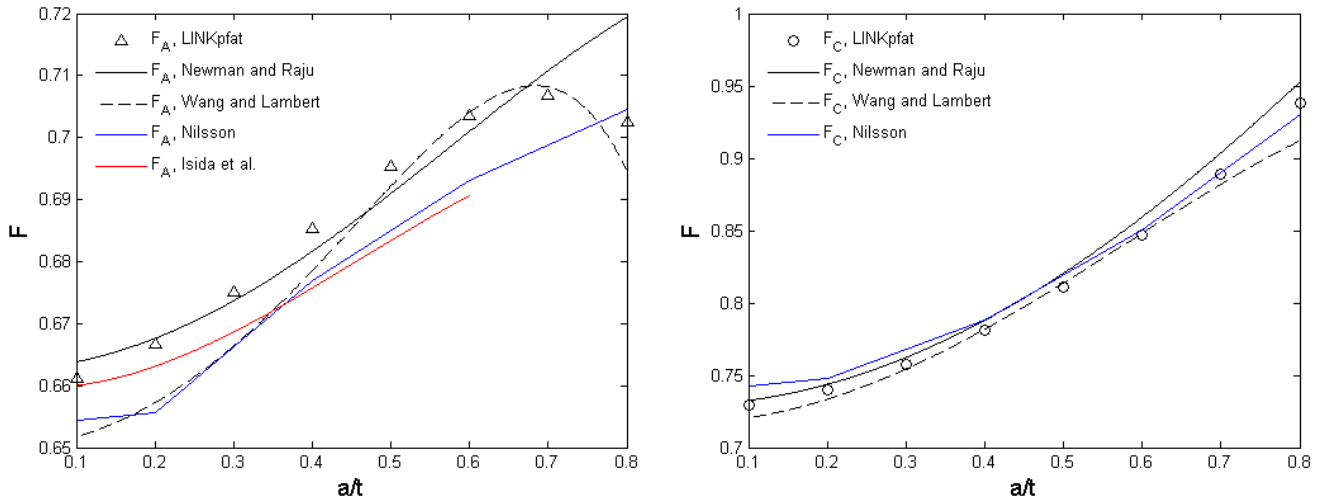 0.72
0.71
0.7
0.69
0.68
0.67
0.66
0.65
F
F_A, LINKpfat
F_A, Newman and Raju
F_A, Wang and Lambert
F_A, Nilsson
F_A, Isida et al.
0.1 0.2 0.3 0.4 0.5 0.6 0.7 0.8
a/t
1
0.95
0.9
0.85
0.8
0.75
0.7
F
F_C, LINKpfat
F_C, Newman and Raju
F_C, Wang and Lambert
F_C, Nilsson
0.1 0.2 0.3 0.4 0.5 0.6 0.7 0.8
a/t